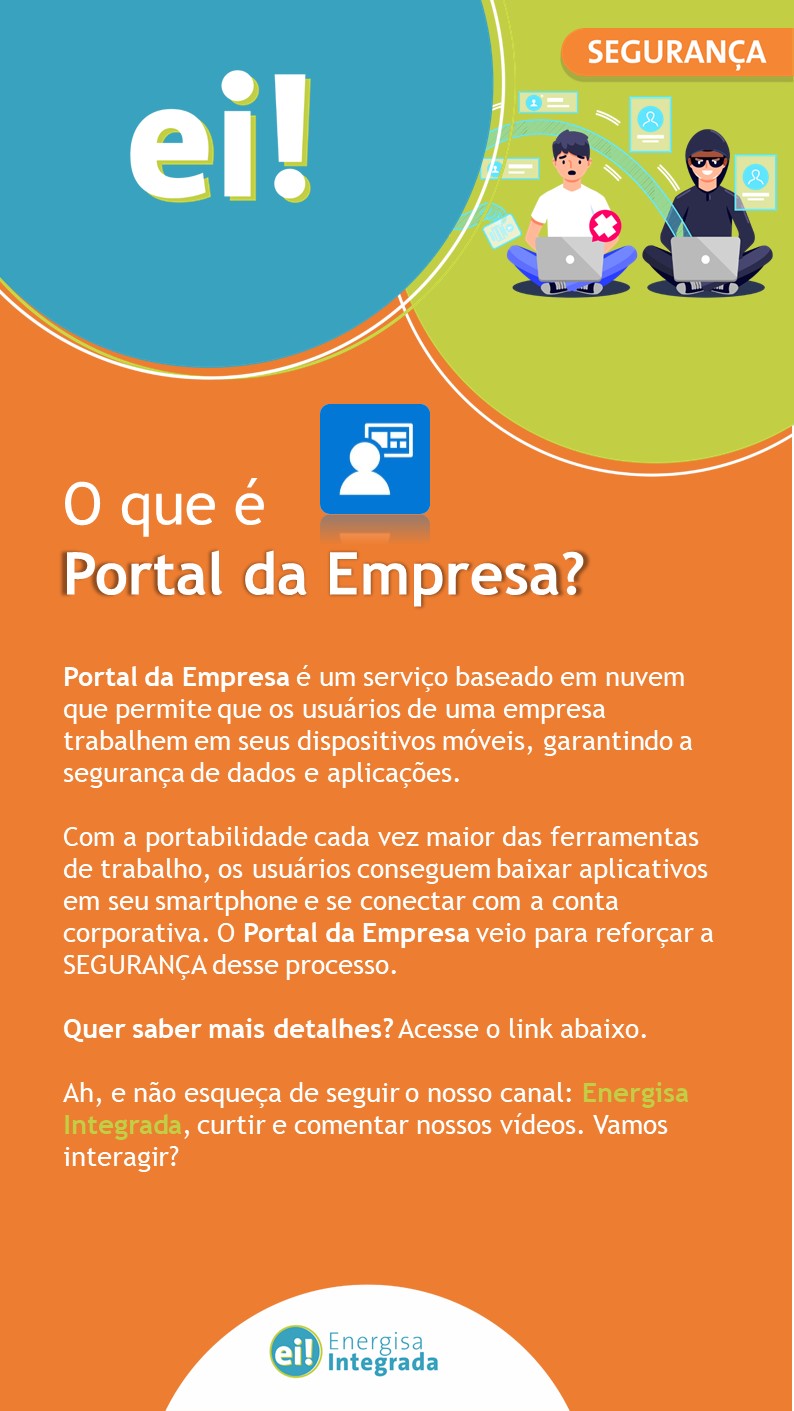 SEGURANÇA
ei!
O que é
Portal da Empresa?
Portal da Empresa é um serviço baseado em nuvem
que permite que os usuários de uma empresa
trabalhem em seus dispositivos móveis, garantindo a
segurança de dados e aplicações.
Com a portabilidade cada vez maior das ferramentas
de trabalho, os usuários conseguem baixar aplicativos
em seu smartphone e se conectar com a conta
corporativa. O Portal da Empresa veio para reforçar a
SEGURANÇA desse processo.
Quer saber mais detalhes? Acesse o link abaixo.
Ah, e não esqueça de seguir o nosso canal: Energisa
Integrada, curtir e comentar nossos vídeos. Vamos
interagir?
ei! Energisa
Integrada